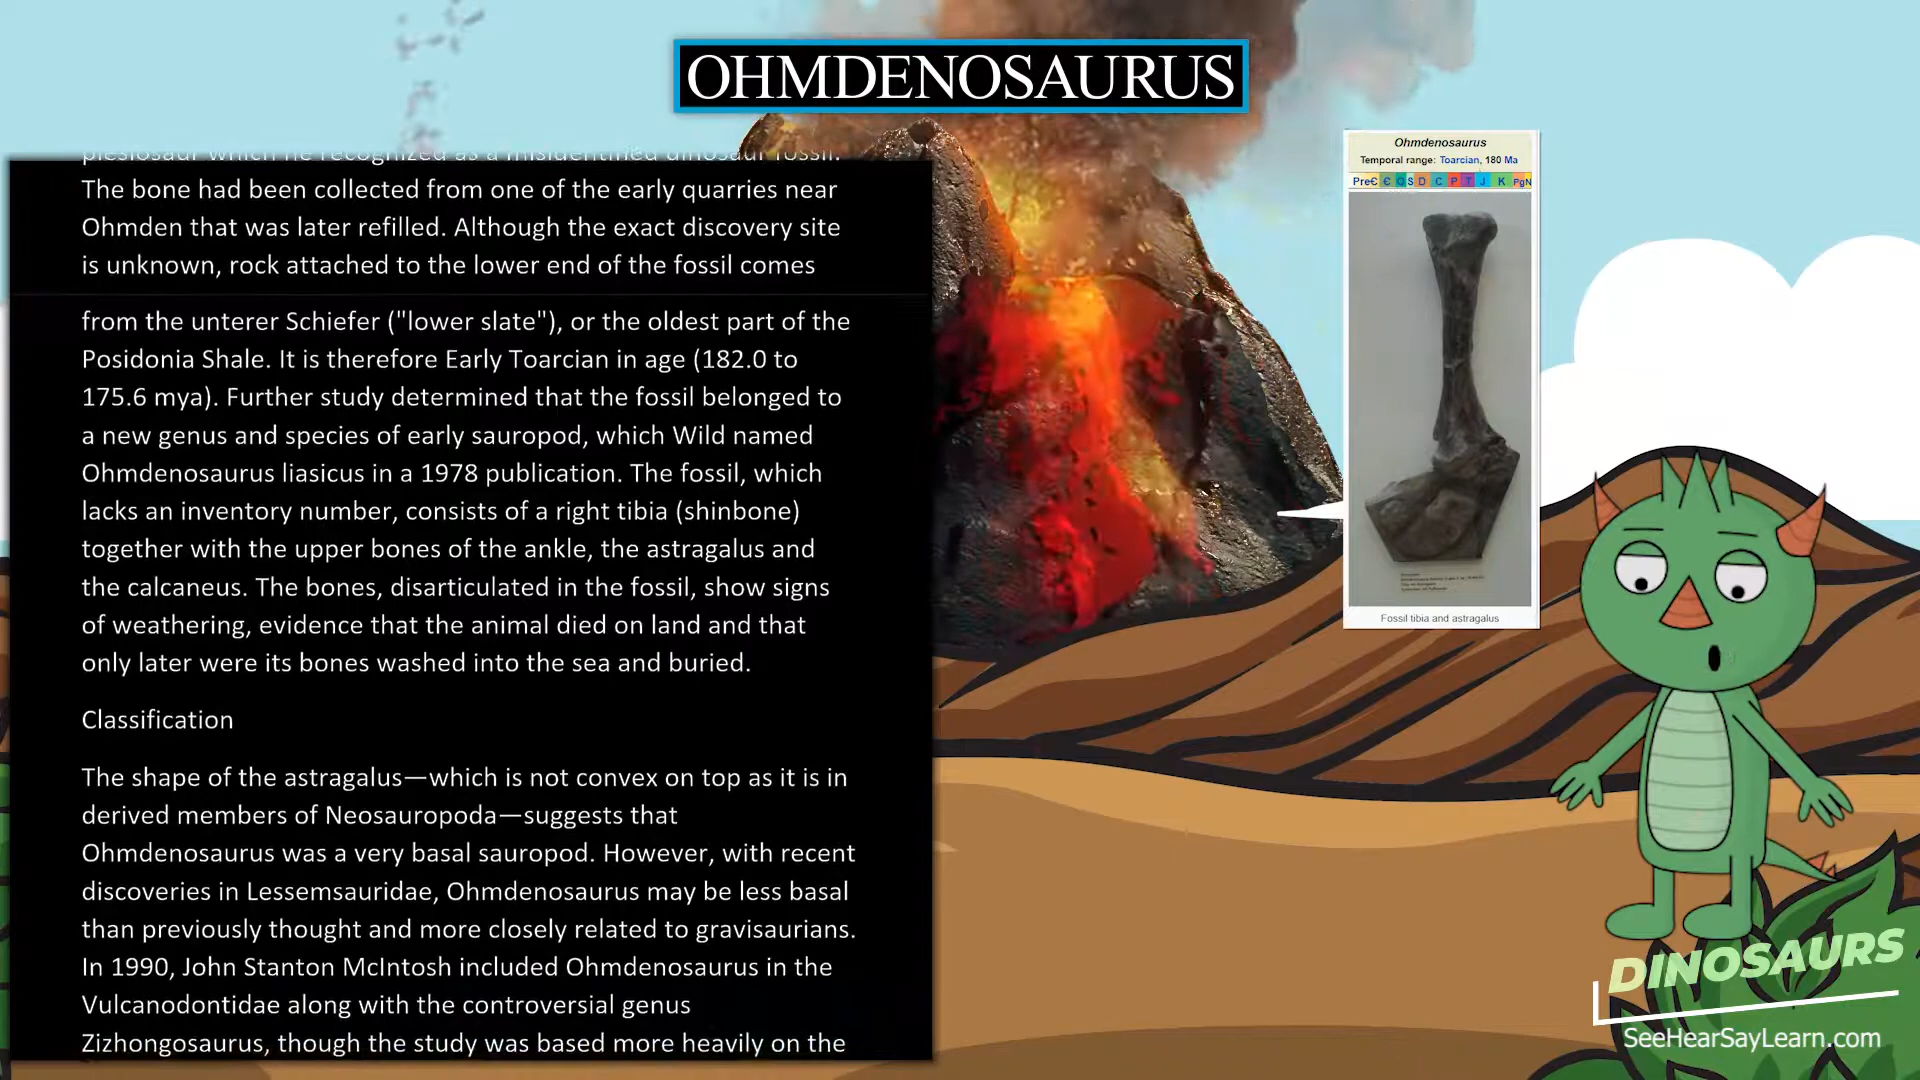 OHMDENOSAURUS
plesiosaur which he recognized as a misidentified dinosaur fossil.
The bone had been collected from one of the early quarries near
Ohmden that was later refilled. Although the exact discovery site
is unknown, rock attached to the lower end of the fossil comes
from the unterer Schiefer ("lower slate"), or the oldest part of the
Posidonia Shale. It is therefore Early Toarcian in age (182.0 to
175.6 mya). Further study determined that the fossil belonged to
a new genus and species of early sauropod, which Wild named
Ohmdenosaurus liasicus in a 1978 publication. The fossil, which
lacks an inventory number, consists of a right tibia (shinbone)
together with the upper bones of the ankle, the astragalus and
the calcaneus. The bones, disarticulated in the fossil, show signs
of weathering, evidence that the animal died on land and that
only later were its bones washed into the sea and buried.
Classification
The shape of the astragalus—which is not convex on top as it is in
derived members of Neosauropoda—suggests that
Ohmdenosaurus was a very basal sauropod. However, with recent
discoveries in Lessemsauridae, Ohmdenosaurus may be less basal
than previously thought and more closely related to gravisaurians.
In 1990, John Stanton McIntosh included Ohmdenosaurus in the
Vulcanodontidae along with the controversial genus
Zizhongosaurus, though the study was based more heavily on the
Ohmdenosaurus
Temporal range: Toarcian, 180 Ma
PreЄ Є O S D C P T J K PgN
Fossil tibia and astragalus
DINOSAURS
SeeHearSayLearn.com